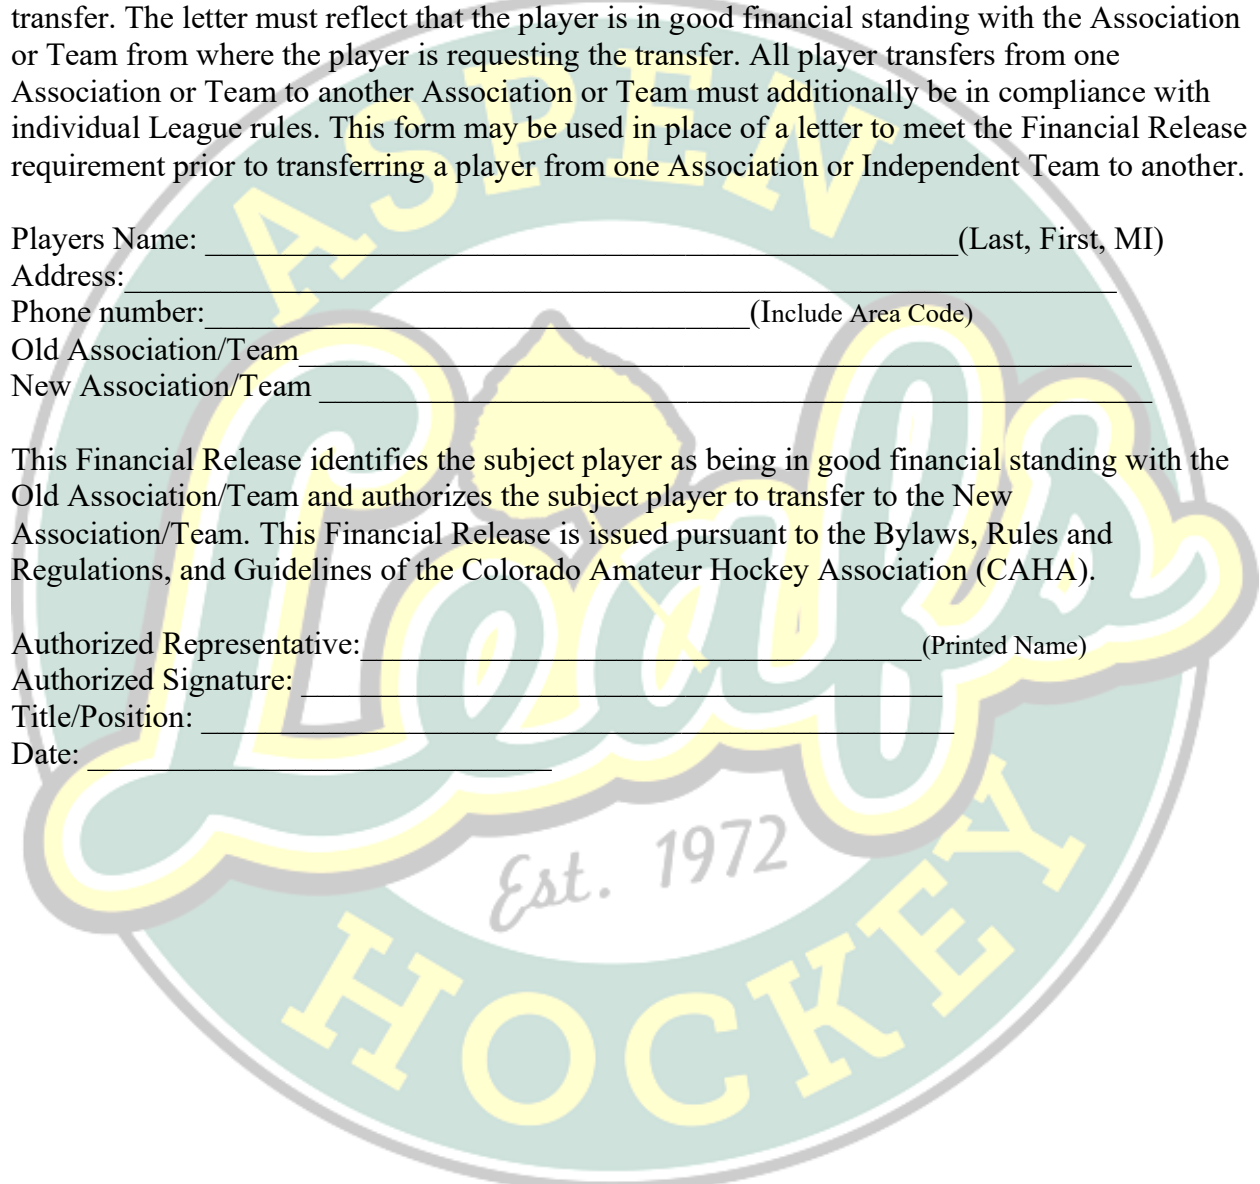 transfer. The letter must reflect that the player is in good financial standing with the Association
or Team from where the player is requesting the transfer. All player transfers from one
Association or Team to another Association or Team must additionally be in compliance with
individual League rules. This form may be used in place of a letter to meet the Financial Release
requirement prior to transferring a player from one Association or Independent Team to another.
Players Name: _______________________________________________(Last, First, MI)
Address:______________________________________________________________
Phone number:__________________________________(Include Area Code)
Old Association/Team____________________________________________________
New Association/Team ____________________________________________________
This Financial Release identifies the subject player as being in good financial standing with the
Old Association/Team and authorizes the subject player to transfer to the New
Association/Team. This Financial Release is issued pursuant to the Bylaws, Rules and
Regulations, and Guidelines of the Colorado Amateur Hockey Association (CAHA).
Authorized Representative:___________________________________(Printed Name)
Authorized Signature: ________________________________________
Title/Position: _______________________________________________
Date: _____________________________
ASPEN
Leafs
Est. 1972
HOCKEY